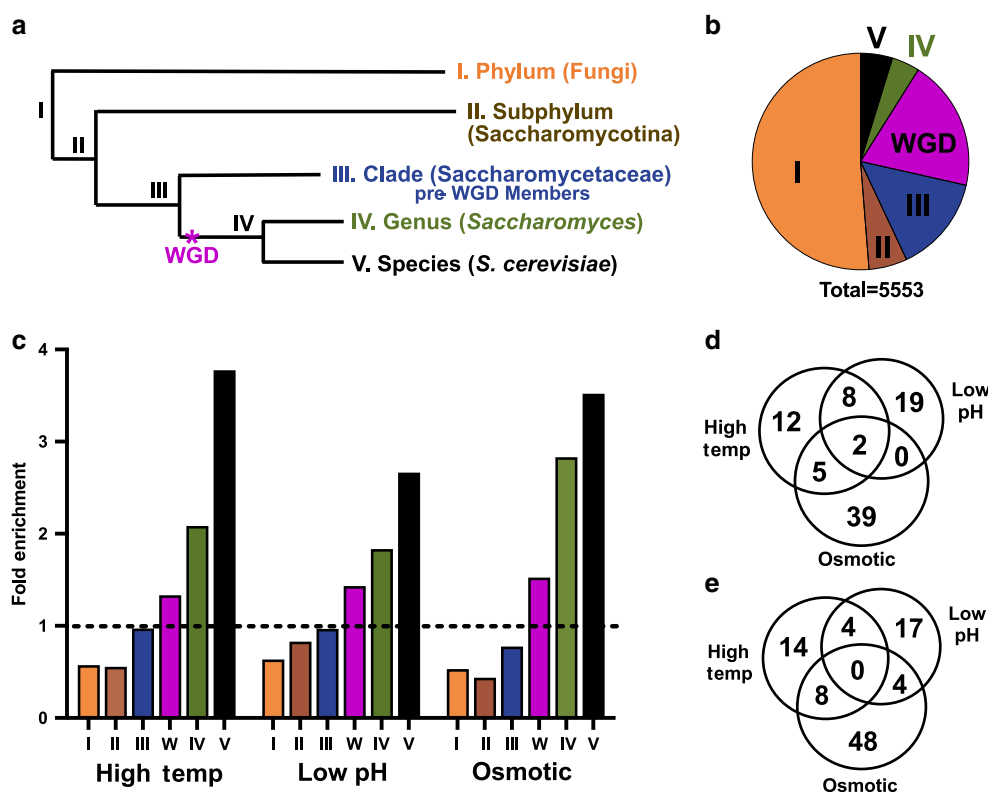 a
I
II
III
IV
I. Phylum (Fungi)
II. Subphylum
(Saccharomycotina)
III. Clade (Saccharomycetaceae)
pre- WGD Members
IV. Genus (Saccharomyces)
V. Species (S. cerevisiae)
*
WGD
b
V
IV
WGD
III
II
I
Total=5553
c
Fold enrichment
4
3
2
1
0
I II III W IV V
I II III W IV V
I II III W IV V
High temp
Low pH
Osmotic
d
High
temp
Low
pH
12
8
19
2
5
0
39
Osmotic
e
High
temp
Low
pH
14
4
17
0
8
4
48
Osmotic